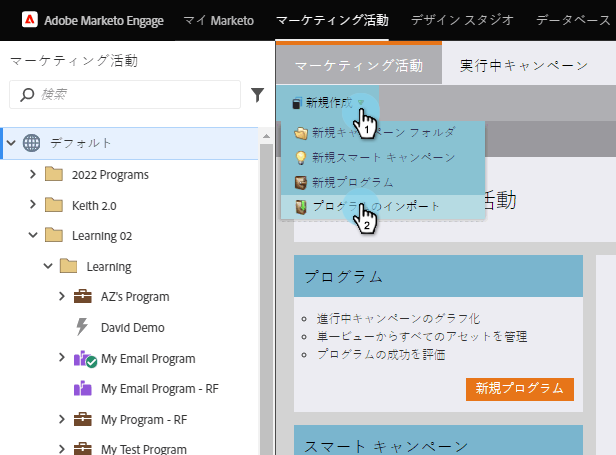 Adobe Marketo Engage マイ Marketo マーケティング活動 デザイン スタジオ データベース
マーケティング活動
検索
デフォルト
2022 Programs
Keith 2.0
Learning 02
Learning
AZ's Program
David Demo
My Email Program
My Email Program - RF
My Program - RF
My Test Program
マーケティング活動 実行中キャンペーン
新規作成
1
新規キャンペーン フォルダ
新規スマート キャンペーン
新規プログラム
プログラムのインポート
2
活動
プログラム
進行中キャンペーンのグラフ化
単一ビューからすべてのアセットを管理
プログラムの成功を評価
新規プログラム
スマート キャンペーン